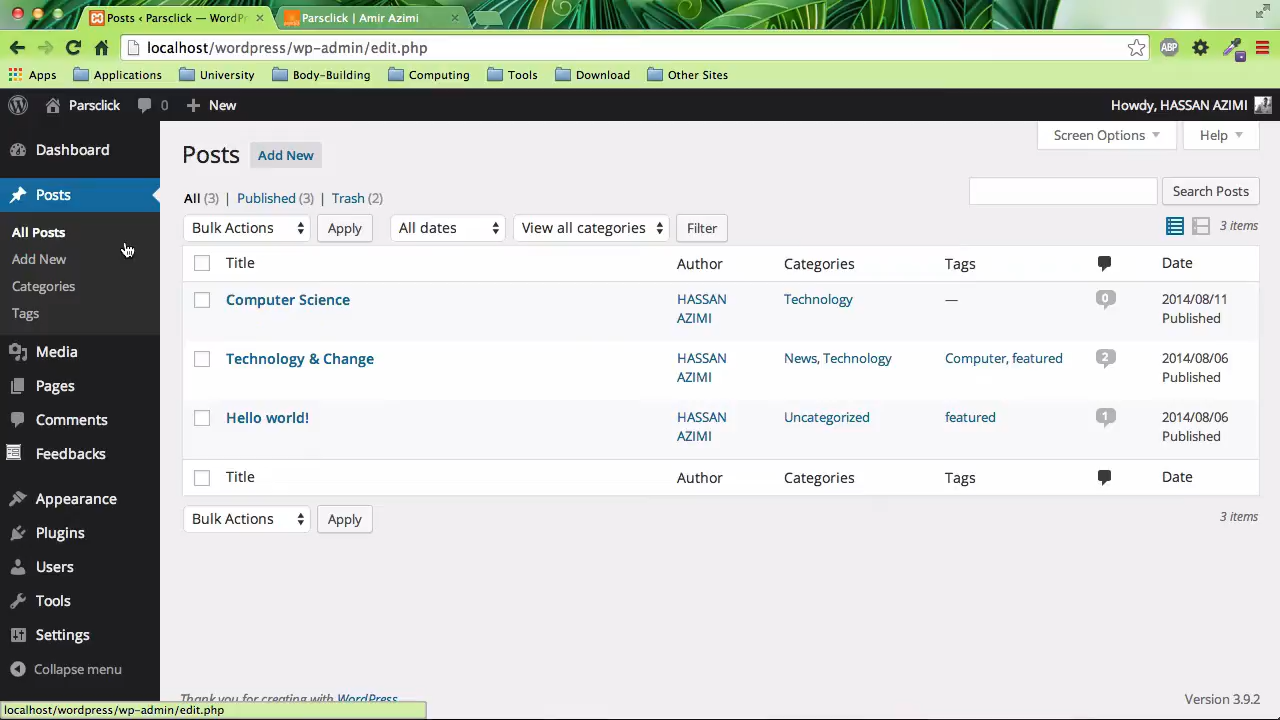 Posts ‹ Parsclick — WordPr
Parsclick | Amir Azimi
localhost/wordpress/wp-admin/edit.php
ABP
Apps Applications University Body-Building Computing Tools Download Other Sites
Parsclick 0 New Howdy, HASSAN AZIMI
Dashboard
Posts
All Posts
Add New
Categories
Tags
Media
Pages
Comments
Feedbacks
Appearance
Plugins
Users
Tools
Settings
Collapse menu
Screen Options Help
Posts Add New
All (3) | Published (3) | Trash (2)
Search Posts
Bulk Actions Apply All dates View all categories Filter
3 items
Title Author Categories Tags Date
Computer Science HASSAN AZIMI Technology — 0 2014/08/11 Published
Technology & Change HASSAN AZIMI News, Technology Computer, featured 2 2014/08/06 Published
Hello world! HASSAN AZIMI Uncategorized featured 1 2014/08/06 Published
Title Author Categories Tags Date
Bulk Actions Apply
3 items
Thank you for creating with WordPress
Version 3.9.2
localhost/wordpress/wp-admin/edit.php